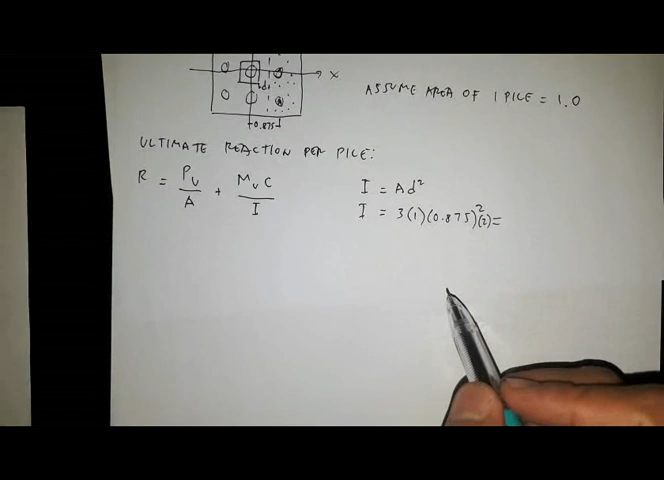 x
d
0.875
ASSUME AREA OF 1 PILE = 1.0
ULTIMATE REACTION PER PILE:
R = PU/A + MUC/I
I = Ad²
I = 3(1)(0.875)²(2)=